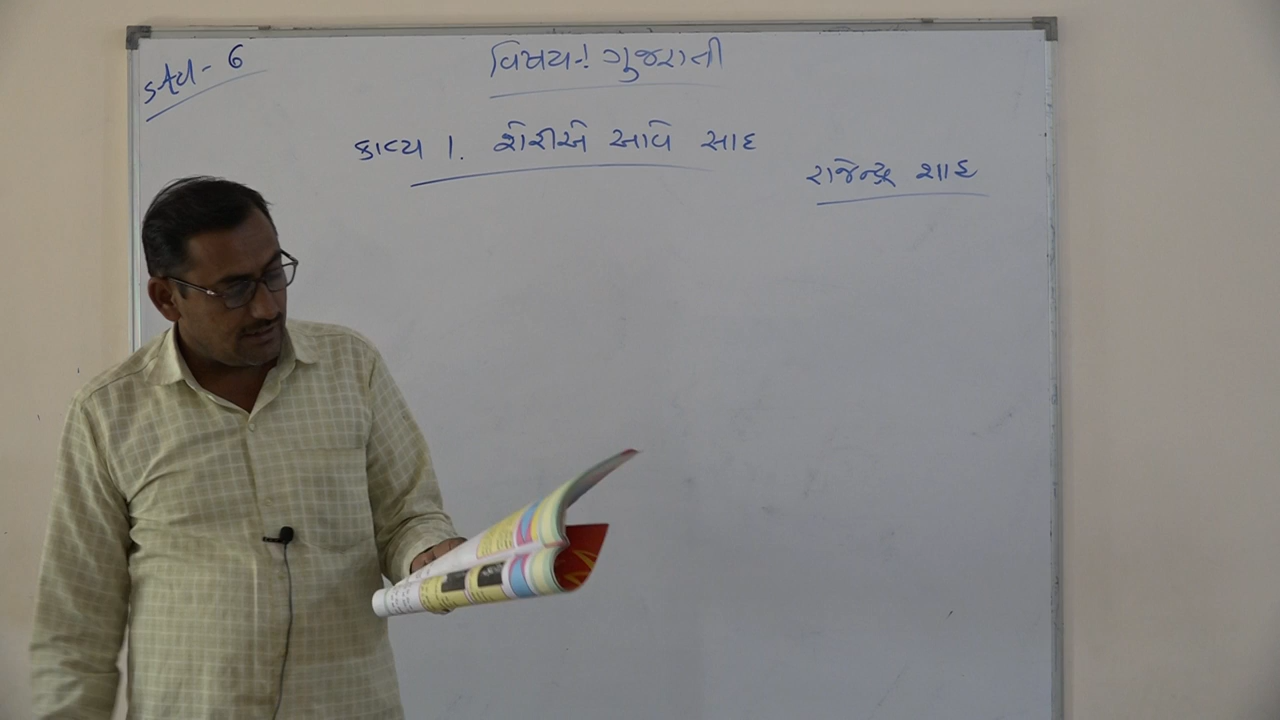 ધોરણ - 6
વિષય -! ગુજરાતી
કાવ્ય 1. શેરીએ આવે સાદ
રાજેન્દ્ર શાહ